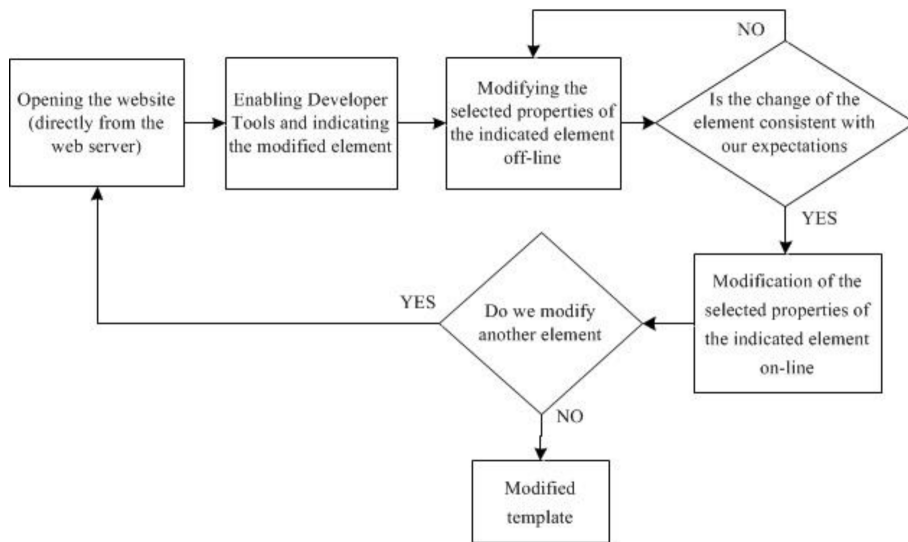 Opening the website
(directly from the
web server)
Enabling Developer
Tools and indicating
the modified element
Modifying the
selected properties of
the indicated element
off-line
NO
Is the change of the
element consistent with
our expectations
YES
Modification of the
selected properties of
the indicated element
on-line
Do we modify
another element
YES
NO
Modified
template